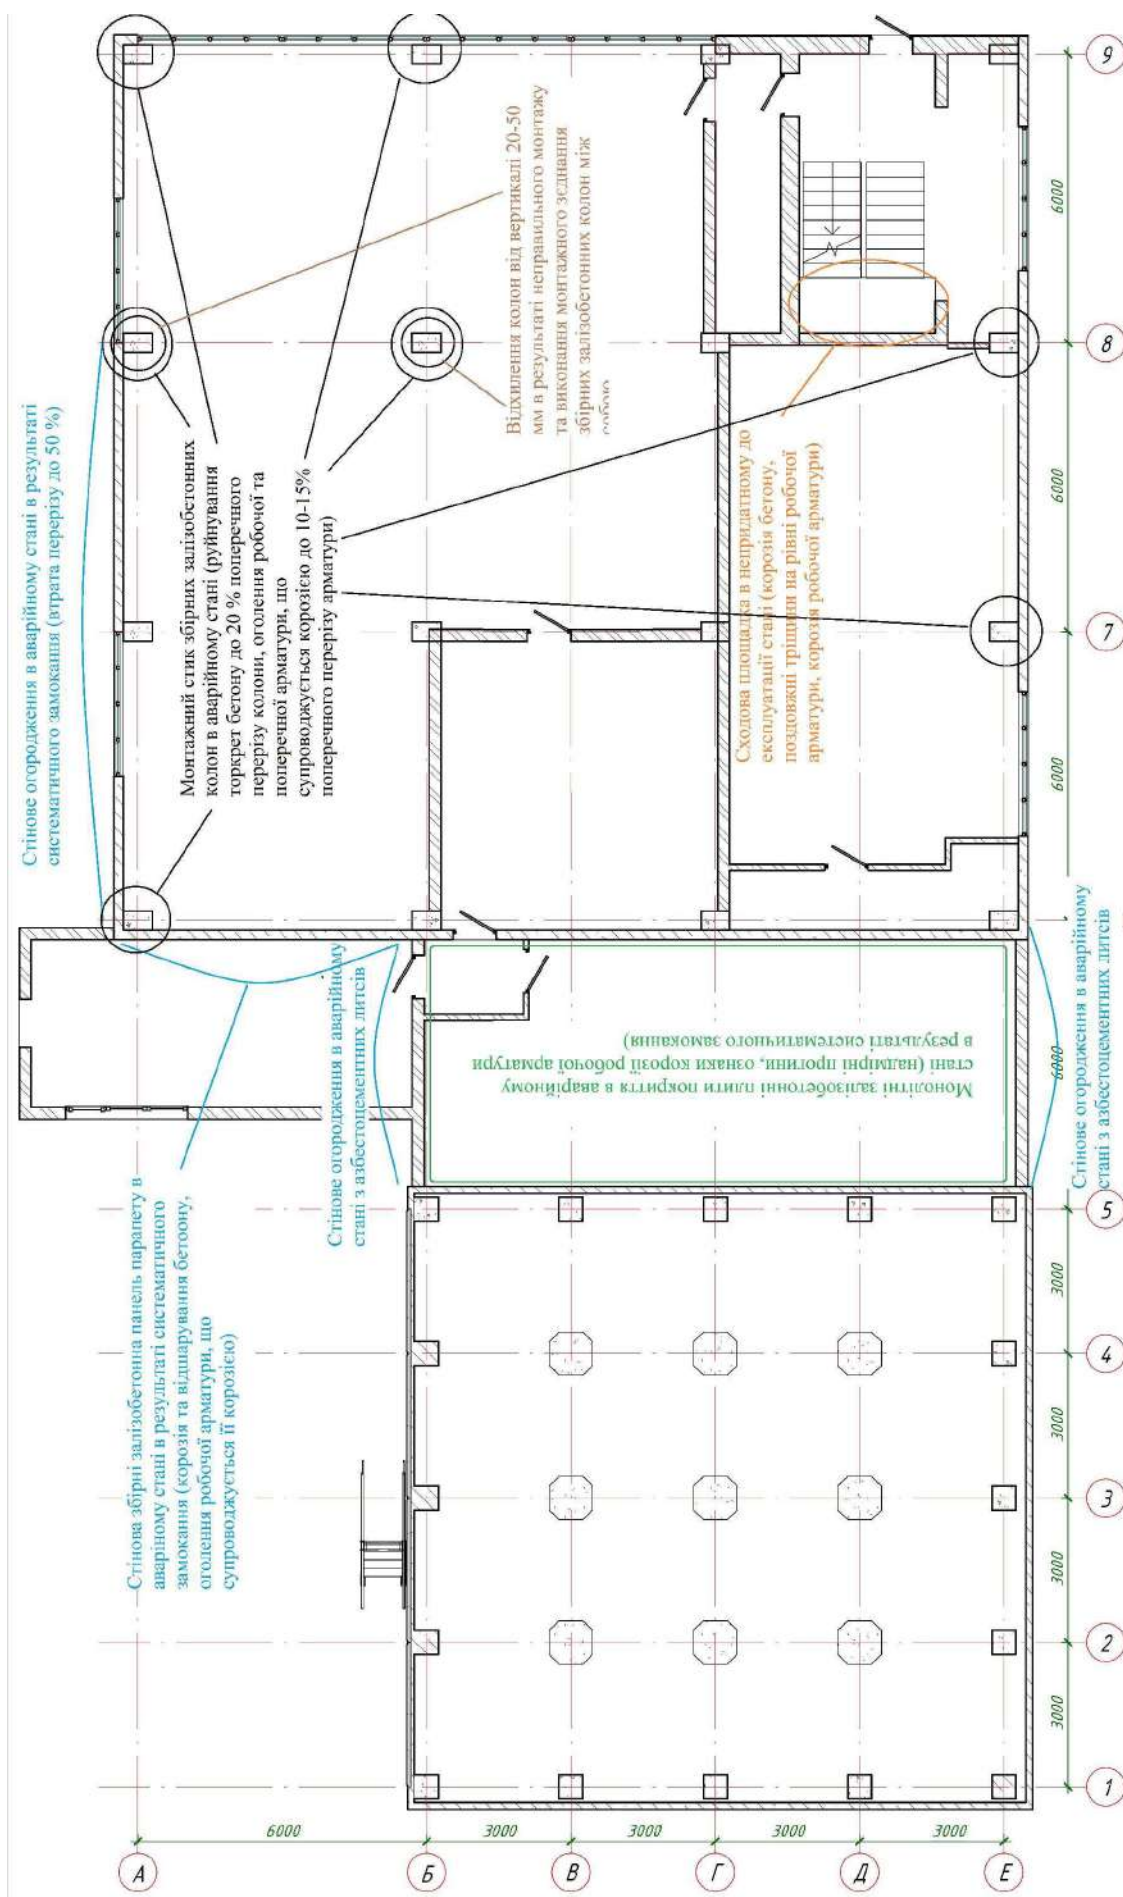 Стінове огородження в аварійному стані в результаті
систематичного замокання (втрата перерізу до 50 %)
Монтажний стик збірних залізобетонних
колон в аварійному стані (руйнування
торкрет бетону до 20 % поперечного
перерізу колони, оголення робочої та
поперечної арматури, що
супроводжується корозією до 10-15%
поперечного перерізу арматури)
Відхилення колон від вертикалі 20-50
мм в результаті неправильного монтажу
та виконання монтажного зєднання
збірних залізобетонних колон між
собою
Сходова площадка в непридатному до
експлуатації стані (корозія бетону,
поздовжні тріщини на рівні робочої
арматури, корозія робочої арматури)
Стінова збірні залізобетонна панель парапету в
аваріному стані в результаті систематичного
замокання (корозія та відшарування бетоону,
оголення робочої арматури, що
супроводжується її корозією)
Стінове огородження в аварійному
стані з азбестоцементних литсів
Монолітні залізобетонні плити покриття в аварійному
стані (надмірні прогини, ознаки корозії робочої арматури
в результаті систематичного замокання)
Стінове огородження в аварійному
стані з азбестоцементних литсів
6000
6000
6000
6000
3000
3000
3000
3000
9
8
7
5
4
3
2
1
6000
3000
3000
3000
3000
А
Б
В
Г
Д
Е